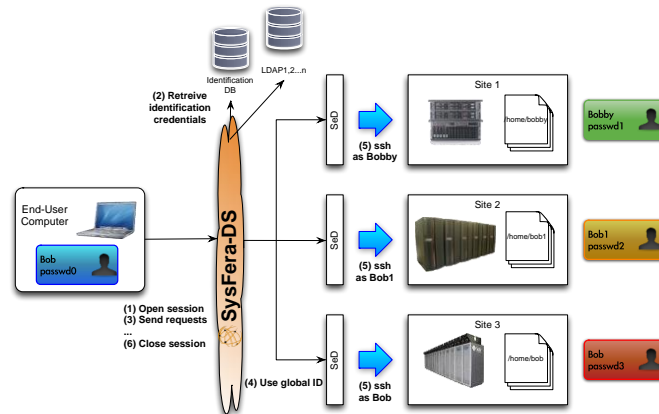 Identification
DB
LDAP1,2...n
(2) Retreive
identification
credentials
End-User
Computer
Bob
passwd0
(1) Open session
(3) Send requests
...
(6) Close session
SysFera-DS
(4) Use global ID
SeD
(5) ssh
as Bobby
Site 1
/home/bobby
Bobby
passwd1
SeD
(5) ssh
as Bob1
Site 2
/home/bob1
Bob1
passwd2
SeD
(5) ssh
as Bob
Site 3
/home/bob
Bob
passwd3